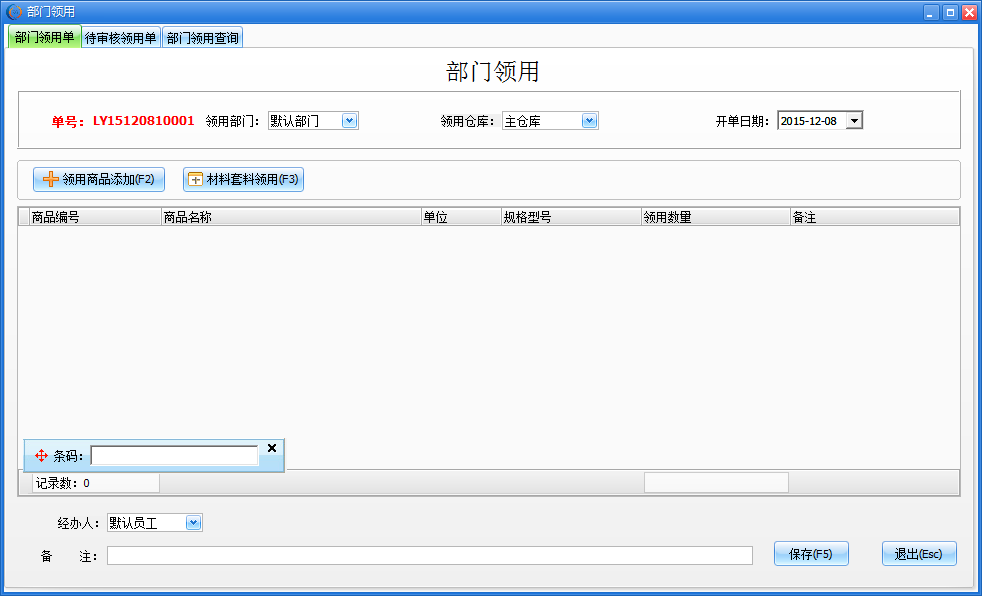 部门领用
部门领用单 待审核领用单 部门领用查询
部门领用
单号: LY15120810001 领用部门: 默认部门 领用仓库: 主仓库 开单日期: 2015-12-08
领用商品添加(F2) 材料套料领用(F3)
商品编号 商品名称 单位 规格型号 领用数量 备注
条码:
记录数: 0
经办人: 默认员工
备 注: 保存(F5) 退出(Esc)